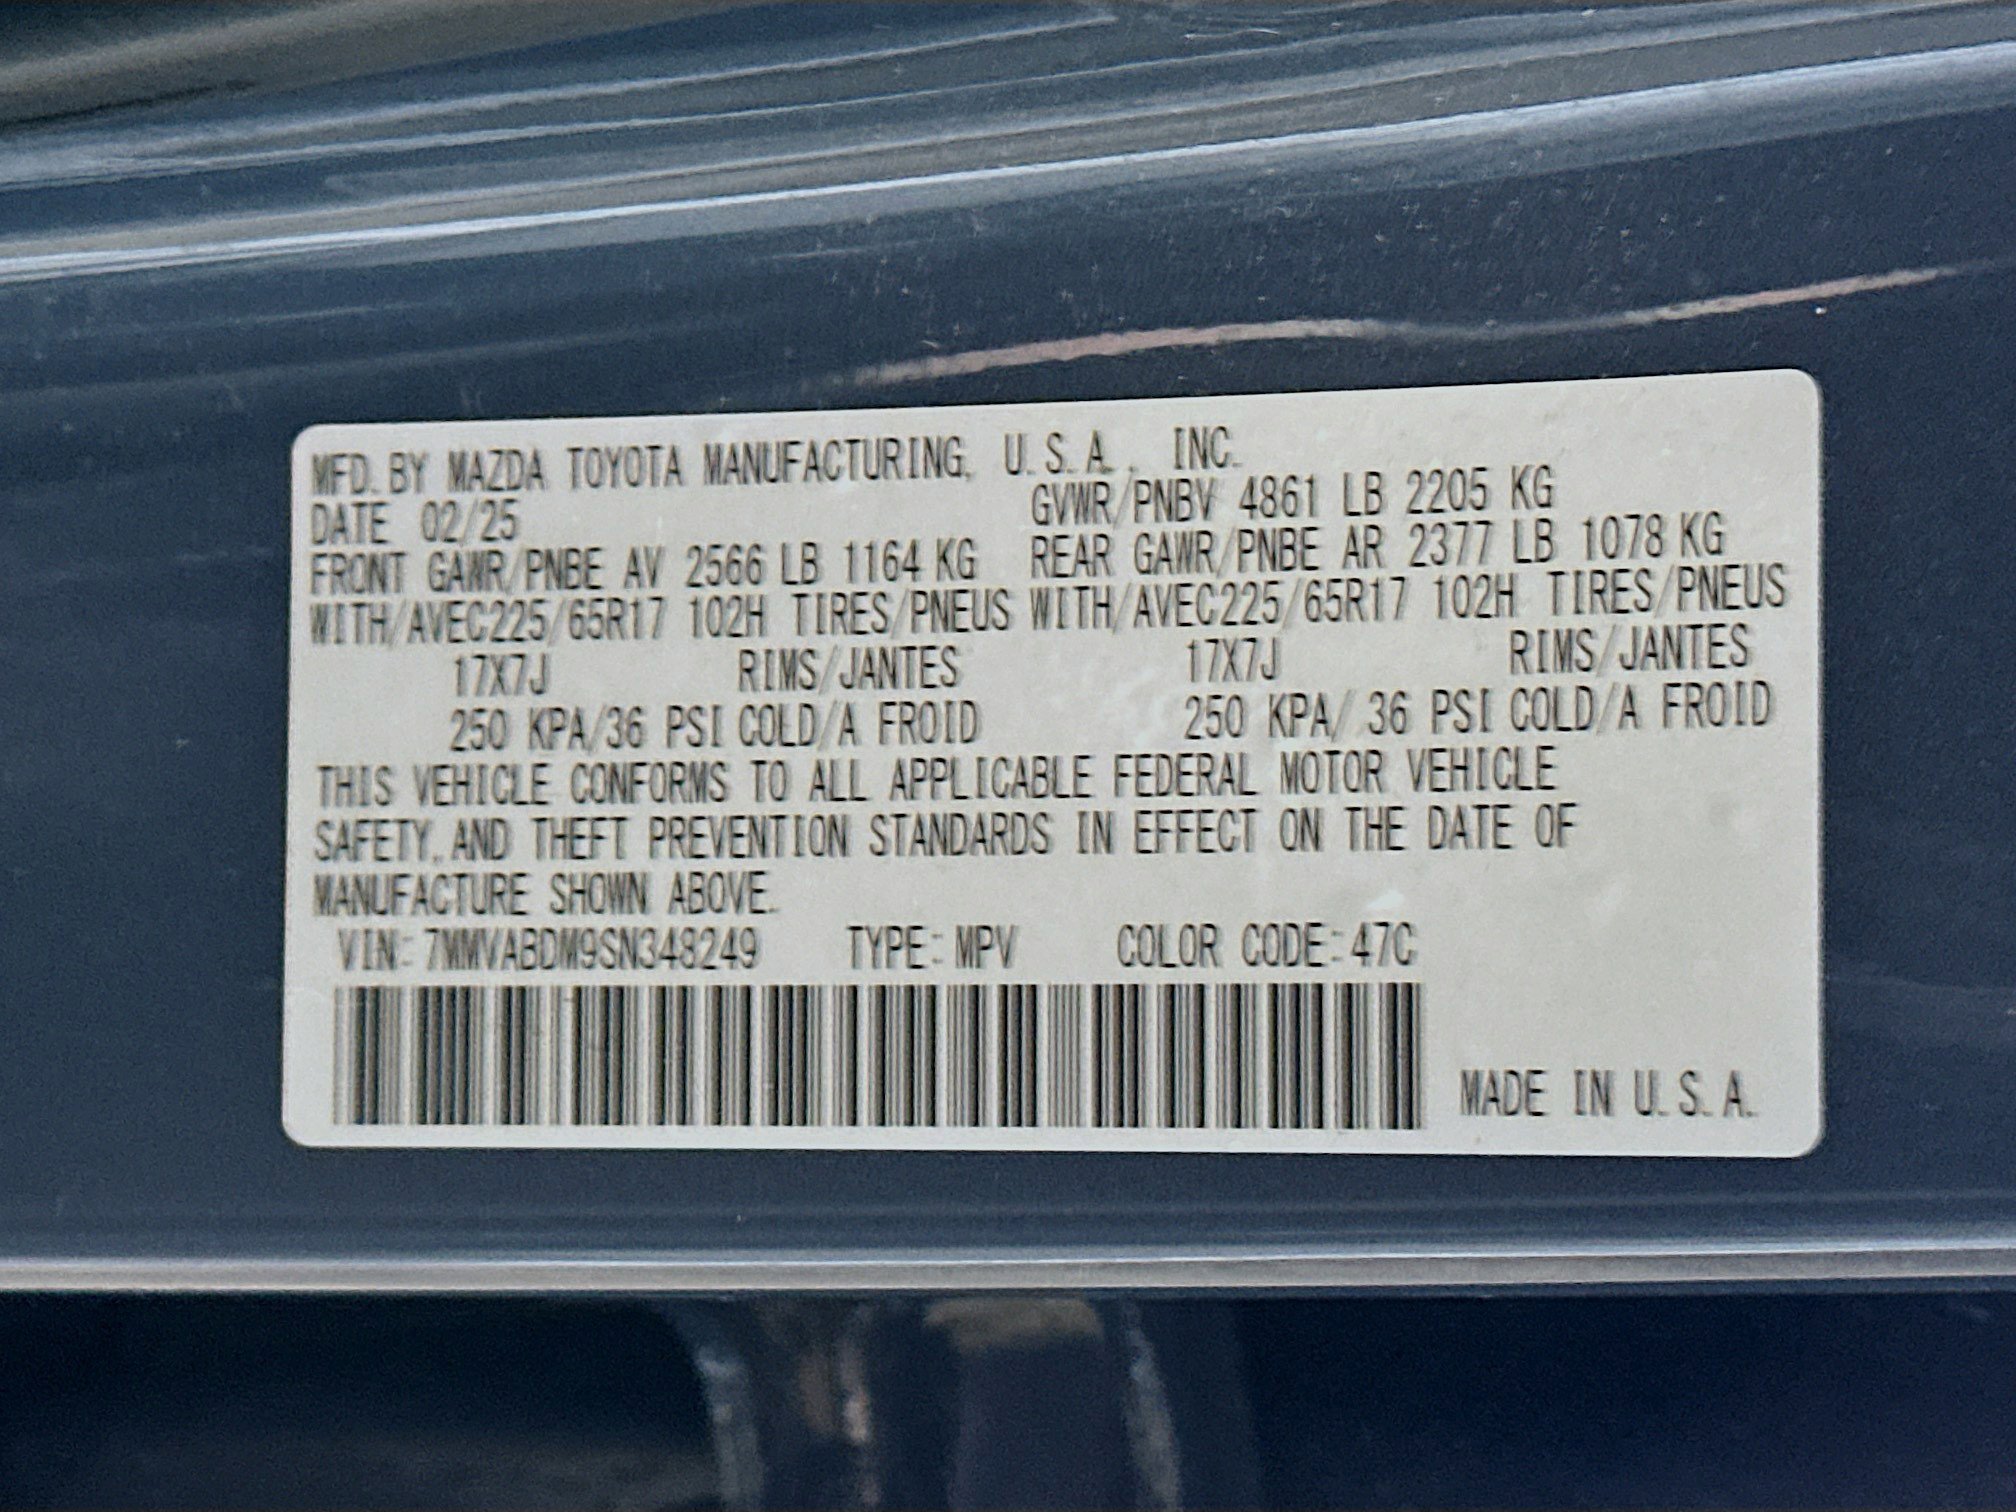 MFD. BY MAZDA TOYOTA MANUFACTURING, U.S.A., INC.
DATE 02/25 GVWR/PNBV 4861 LB 2205 KG
FRONT GAWR/PNBE AV 2566 LB 1164 KG REAR GAWR/PNBE AR 2377 LB 1078 KG
WITH/AVEC225/65R17 102H TIRES/PNEUS WITH/AVEC225/65R17 102H TIRES/PNEUS
17X7J RIMS/JANTES 17X7J RIMS/JANTES
250 KPA/36 PSI COLD/A FROID 250 KPA/ 36 PSI COLD/A FROID
THIS VEHICLE CONFORMS TO ALL APPLICABLE FEDERAL MOTOR VEHICLE
SAFETY, AND THEFT PREVENTION STANDARDS IN EFFECT ON THE DATE OF
MANUFACTURE SHOWN ABOVE.
VIN: 7MMVABDM9SN348249 TYPE: MPV COLOR CODE: 47C
MADE IN U.S.A.